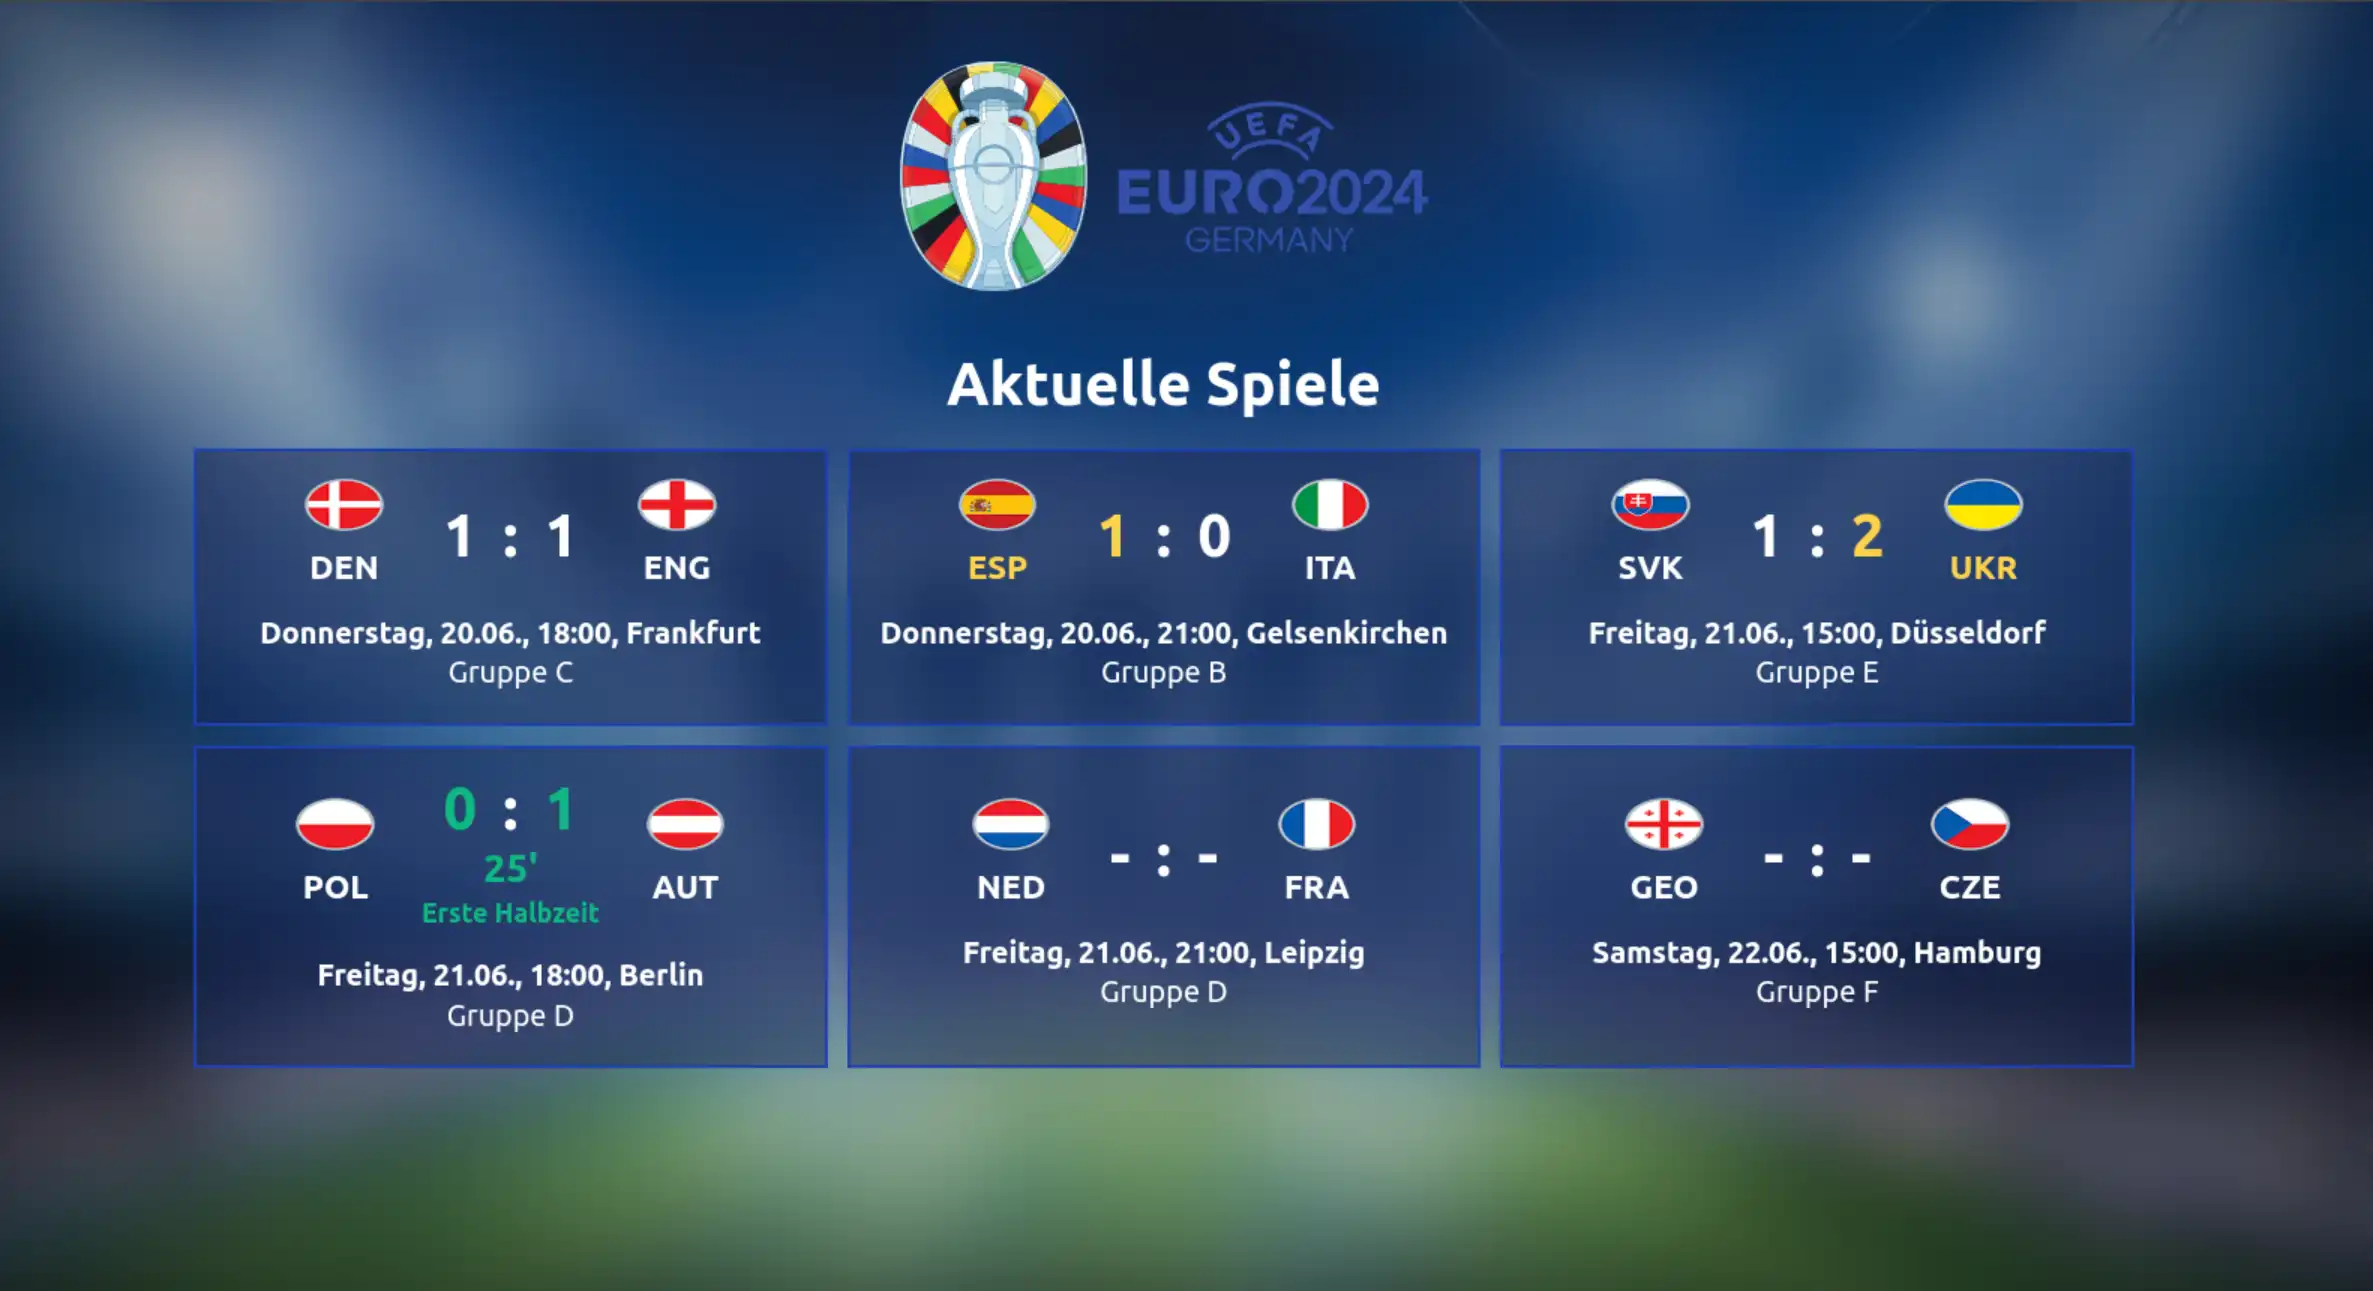 UEFA
EURO2024
GERMANY
Aktuelle Spiele
DEN 1 : 1 ENG
Donnerstag, 20.06., 18:00, Frankfurt
Gruppe C
ESP 1 : 0 ITA
Donnerstag, 20.06., 21:00, Gelsenkirchen
Gruppe B
SVK 1 : 2 UKR
Freitag, 21.06., 15:00, Düsseldorf
Gruppe E
POL 0 : 1 AUT
25'
Erste Halbzeit
Freitag, 21.06., 18:00, Berlin
Gruppe D
NED - : - FRA
Freitag, 21.06., 21:00, Leipzig
Gruppe D
GEO - : - CZE
Samstag, 22.06., 15:00, Hamburg
Gruppe F